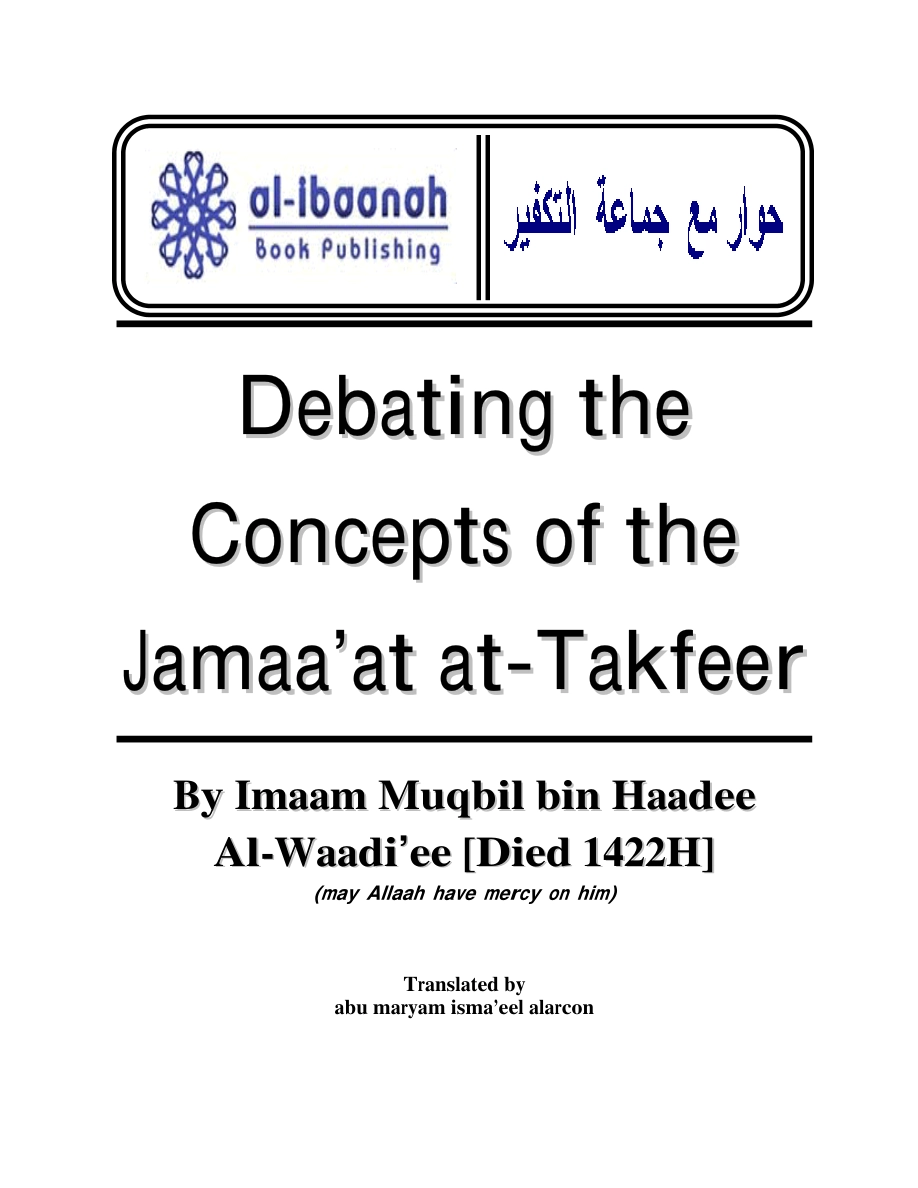 al-ibaanah
Book Publishing
حوار مع جماعة التكفير
Debating the
Concepts of the
Jamaa’at at-Takfeer
By Imaam Muqbil bin Haadee
Al-Waadi’ee [Died 1422H]
(may Allaah have mercy on him)
Translated by
abu maryam isma’eel alarcon